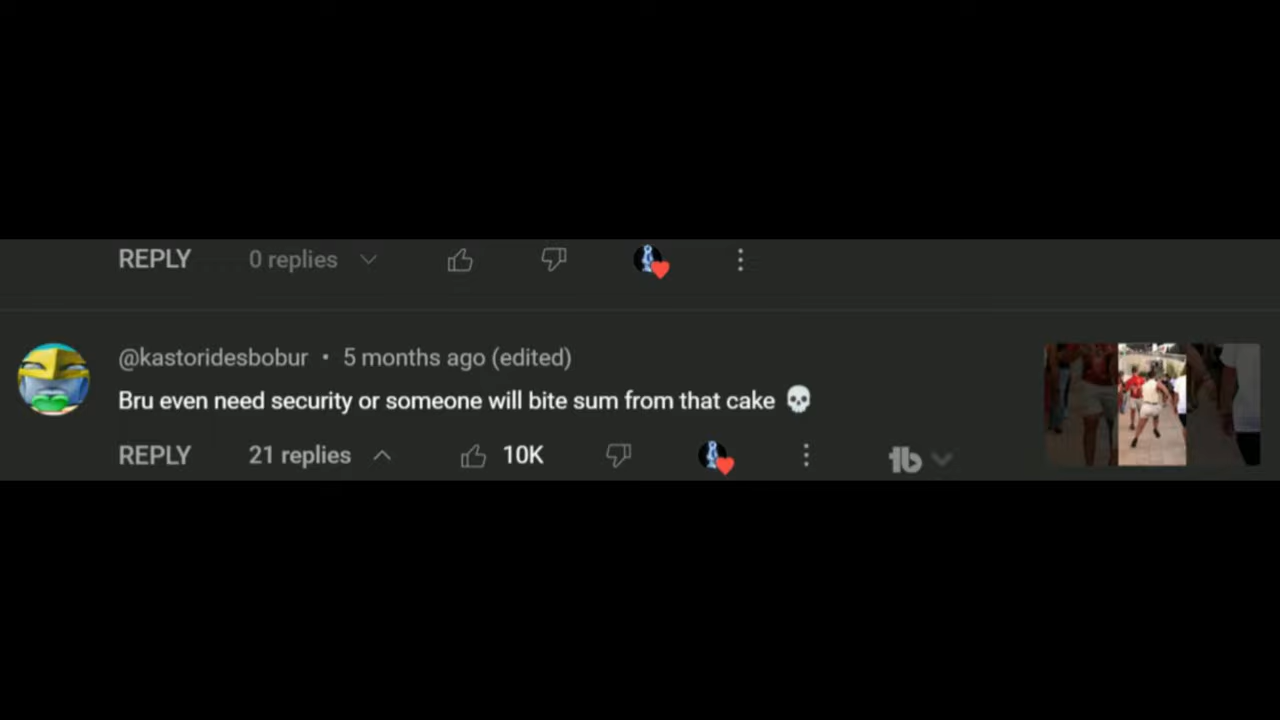 REPLY 0 replies
@kastoridesbobur • 5 months ago (edited)
Bru even need security or someone will bite sum from that cake 💀
REPLY 21 replies 10K
tb